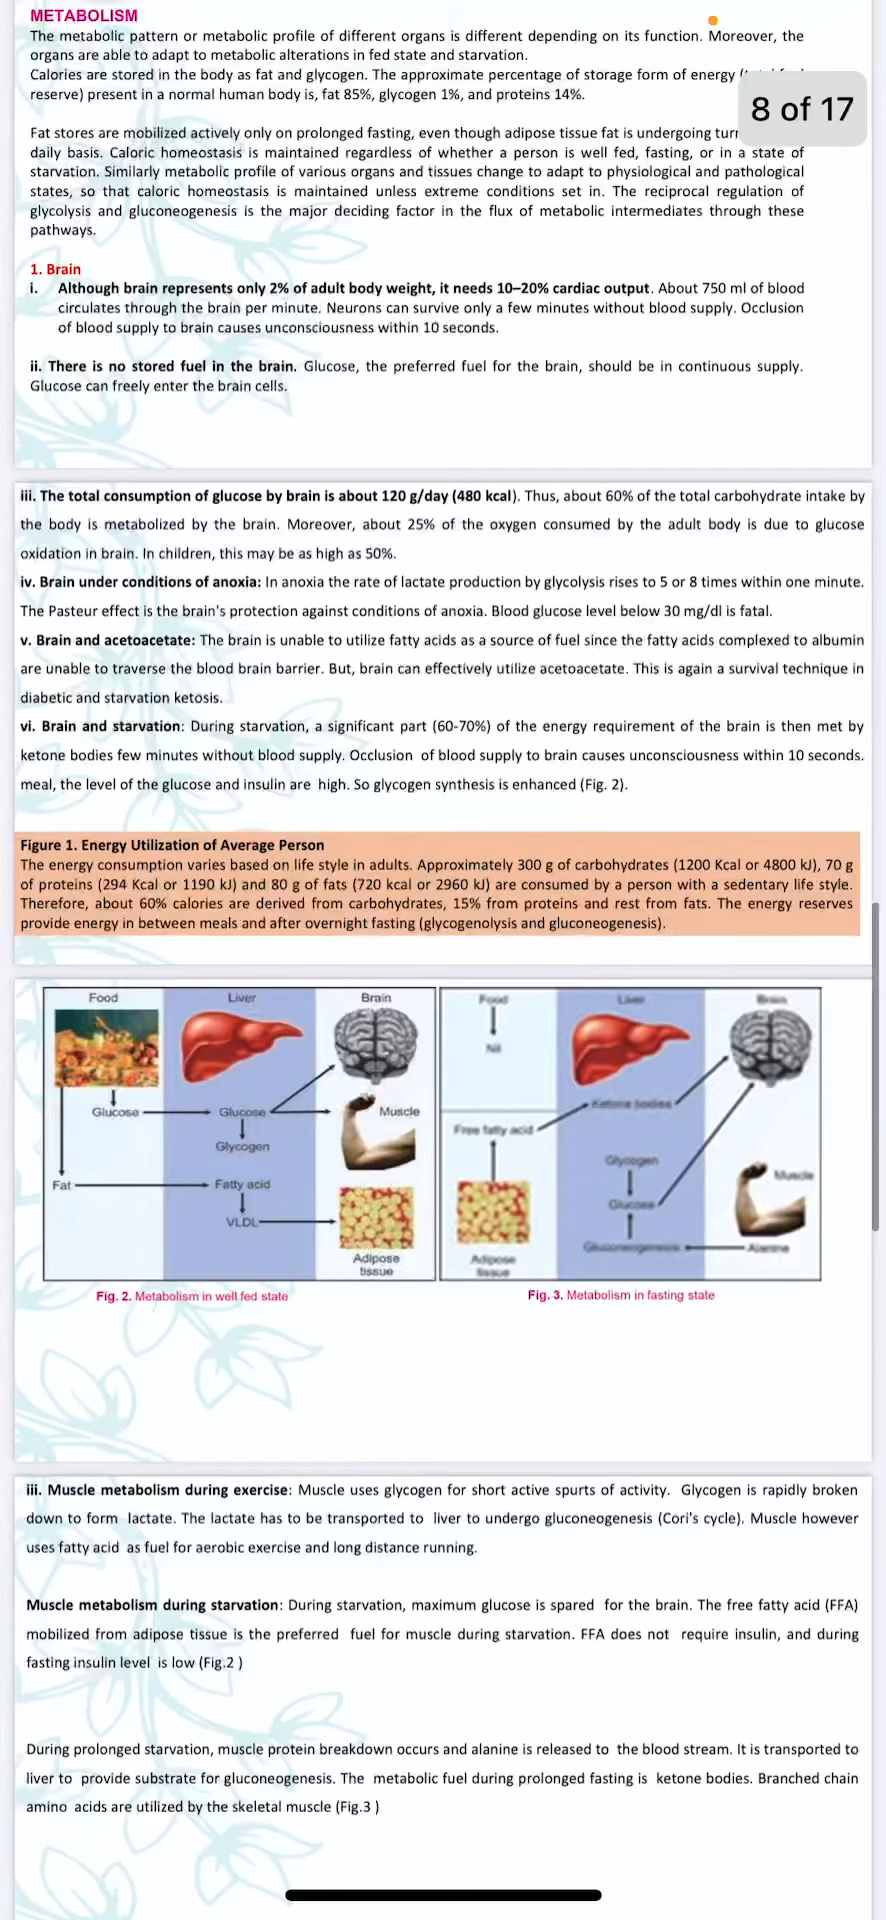 METABOLISM
The metabolic pattern or metabolic profile of different organs is different depending on its function. Moreover, the
organs are able to adapt to metabolic alterations in fed state and starvation.
Calories are stored in the body as fat and glycogen. The approximate percentage of storage form of energy
reserve) present in a normal human body is, fat 85%, glycogen 1%, and proteins 14%.
8 of 17
Fat stores are mobilized actively only on prolonged fasting, even though adipose tissue fat is undergoing
daily basis. Caloric homeostasis is maintained regardless of whether a person is well fed, fasting, or in a state of
starvation. Similarly metabolic profile of various organs and tissues change to adapt to physiological and pathological
states, so that caloric homeostasis is maintained unless extreme conditions set in. The reciprocal regulation of
glycolysis and gluconeogenesis is the major deciding factor in the flux of metabolic intermediates through these
pathways.
1. Brain
i. Although brain represents only 2% of adult body weight, it needs 10–20% cardiac output. About 750 ml of blood
circulates through the brain per minute. Neurons can survive only a few minutes without blood supply. Occlusion
of blood supply to brain causes unconsciousness within 10 seconds.
ii. There is no stored fuel in the brain. Glucose, the preferred fuel for the brain, should be in continuous supply.
Glucose can freely enter the brain cells.
iii. The total consumption of glucose by brain is about 120 g/day (480 kcal). Thus, about 60% of the total carbohydrate intake by
the body is metabolized by the brain. Moreover, about 25% of the oxygen consumed by the adult body is due to glucose
oxidation in brain. In children, this may be as high as 50%.
iv. Brain under conditions of anoxia: In anoxia the rate of lactate production by glycolysis rises to 5 or 8 times within one minute.
The Pasteur effect is the brain's protection against conditions of anoxia. Blood glucose level below 30 mg/dl is fatal.
v. Brain and acetoacetate: The brain is unable to utilize fatty acids as a source of fuel since the fatty acids complexed to albumin
are unable to traverse the blood brain barrier. But, brain can effectively utilize acetoacetate. This is again a survival technique in
diabetic and starvation ketosis.
vi. Brain and starvation: During starvation, a significant part (60-70%) of the energy requirement of the brain is then met by
ketone bodies few minutes without blood supply. Occlusion of blood supply to brain causes unconsciousness within 10 seconds.
meal, the level of the glucose and insulin are high. So glycogen synthesis is enhanced (Fig. 2).
Figure 1. Energy Utilization of Average Person
The energy consumption varies based on life style in adults. Approximately 300 g of carbohydrates (1200 Kcal or 4800 kJ), 70 g
of proteins (294 Kcal or 1190 kJ) and 80 g of fats (720 kcal or 2960 kJ) are consumed by a person with a sedentary life style.
Therefore, about 60% calories are derived from carbohydrates, 15% from proteins and rest from fats. The energy reserves
provide energy in between meals and after overnight fasting (glycogenolysis and gluconeogenesis).
Food Liver Brain
Glucose Glucose Muscle
Glycogen
Fat Fatty acid
VLDL
Adipose
tissue
Fig. 2. Metabolism in well fed state
Food Liver Brain
Nil
Ketone bodies
Free fatty acid
Glycogen
Muscle
Glucose
Gluconeogenesis Alanine
Adipose
tissue
Fig. 3. Metabolism in fasting state
iii. Muscle metabolism during exercise: Muscle uses glycogen for short active spurts of activity. Glycogen is rapidly broken
down to form lactate. The lactate has to be transported to liver to undergo gluconeogenesis (Cori's cycle). Muscle however
uses fatty acid as fuel for aerobic exercise and long distance running.
Muscle metabolism during starvation: During starvation, maximum glucose is spared for the brain. The free fatty acid (FFA)
mobilized from adipose tissue is the preferred fuel for muscle during starvation. FFA does not require insulin, and during
fasting insulin level is low (Fig.2 )
During prolonged starvation, muscle protein breakdown occurs and alanine is released to the blood stream. It is transported to
liver to provide substrate for gluconeogenesis. The metabolic fuel during prolonged fasting is ketone bodies. Branched chain
amino acids are utilized by the skeletal muscle (Fig.3 )